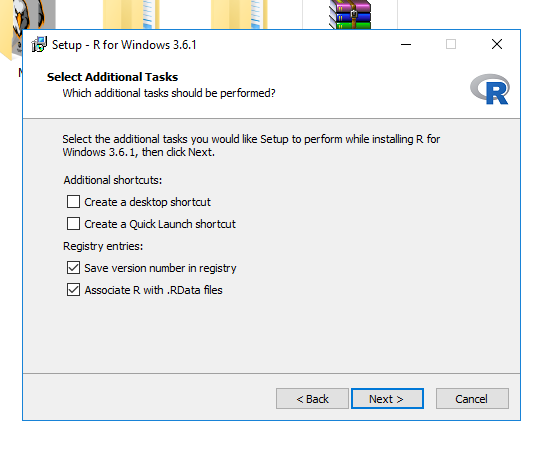 Setup - R for Windows 3.6.1
Select Additional Tasks
Which additional tasks should be performed?
R
Select the additional tasks you would like Setup to perform while installing R for
Windows 3.6.1, then click Next.
Additional shortcuts:
Create a desktop shortcut
Create a Quick Launch shortcut
Registry entries:
Save version number in registry
Associate R with .RData files
< Back
Next >
Cancel